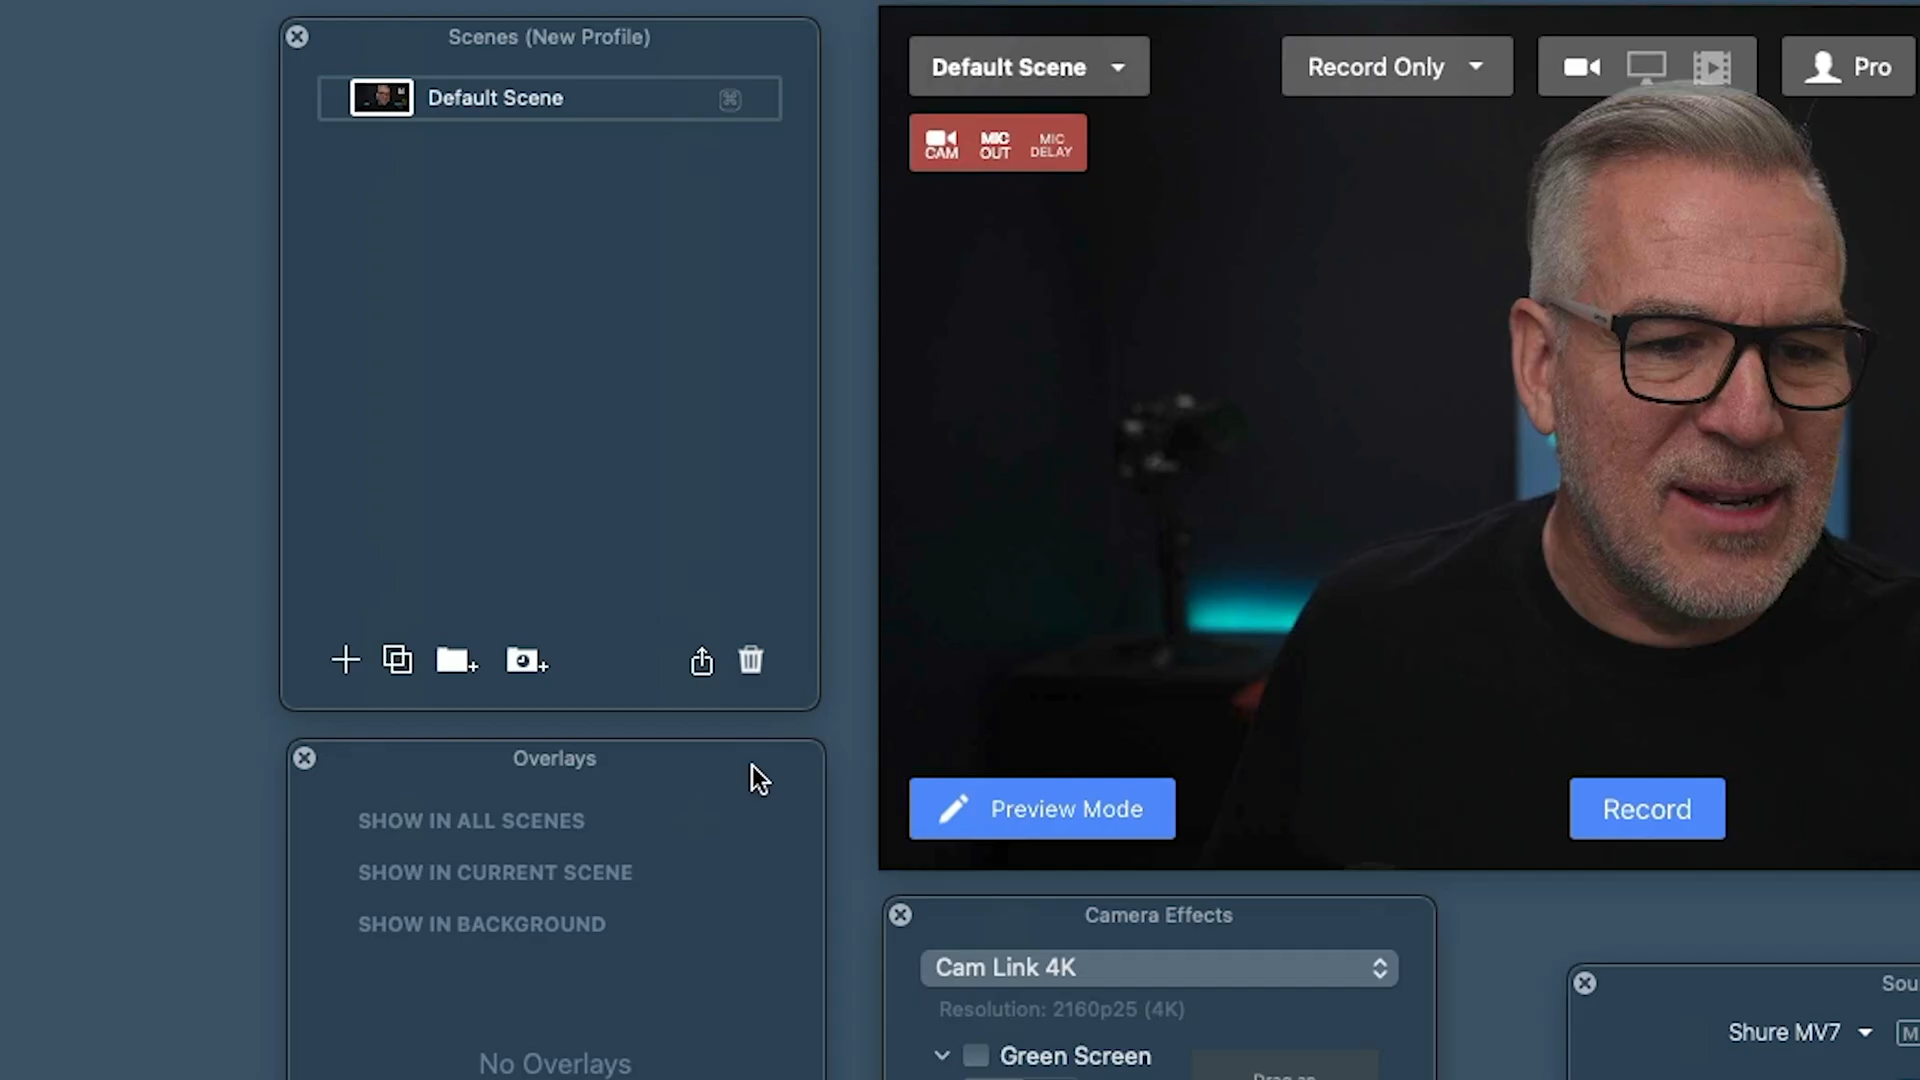 Scenes (New Profile)
Default Scene
Default Scene
Record Only
Pro
CAM
MIC OUT
MIC DELAY
Preview Mode
Record
Overlays
SHOW IN ALL SCENES
SHOW IN CURRENT SCENE
SHOW IN BACKGROUND
No Overlays
Camera Effects
Cam Link 4K
Resolution: 2160p25 (4K)
Green Screen
Sou
Shure MV7
M